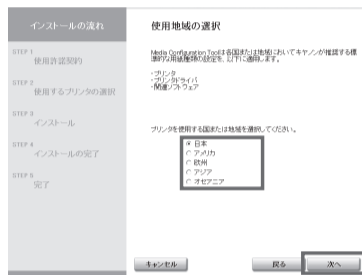 インストールの流れ
STEP 1
使用許諾契約
STEP 2
使用するプリンタの選択
STEP 3
インストール
STEP 4
インストールの完了
STEP 5
完了
使用地域の選択
Media Configuration Toolは各国または地域においてキヤノンが推奨する標
準的な用紙種類の設定を、以下に適用します。
・プリンタ
・プリンタドライバ
・関連ソフトウェア
プリンタを使用する国または地域を選択してください。
日本
アメリカ
欧州
アジア
オセアニア
キャンセル
戻る
次へ